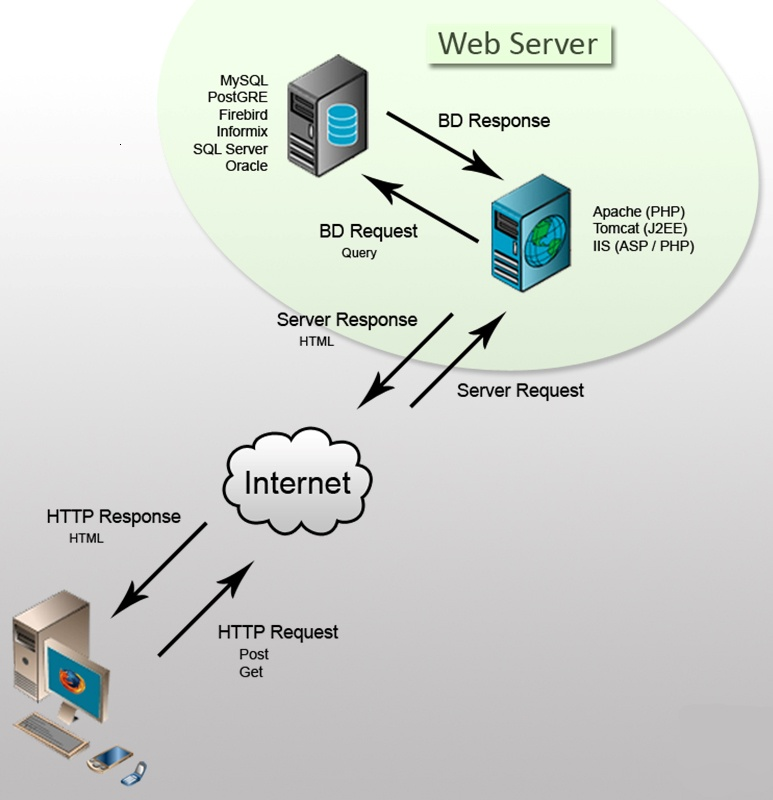 Web Server
MySQL
PostGRE
Firebird
Informix
SQL Server
Oracle
BD Response
BD Request
Query
Apache (PHP)
Tomcat (J2EE)
IIS (ASP / PHP)
Server Response
HTML
Server Request
Internet
HTTP Response
HTML
HTTP Request
Post
Get